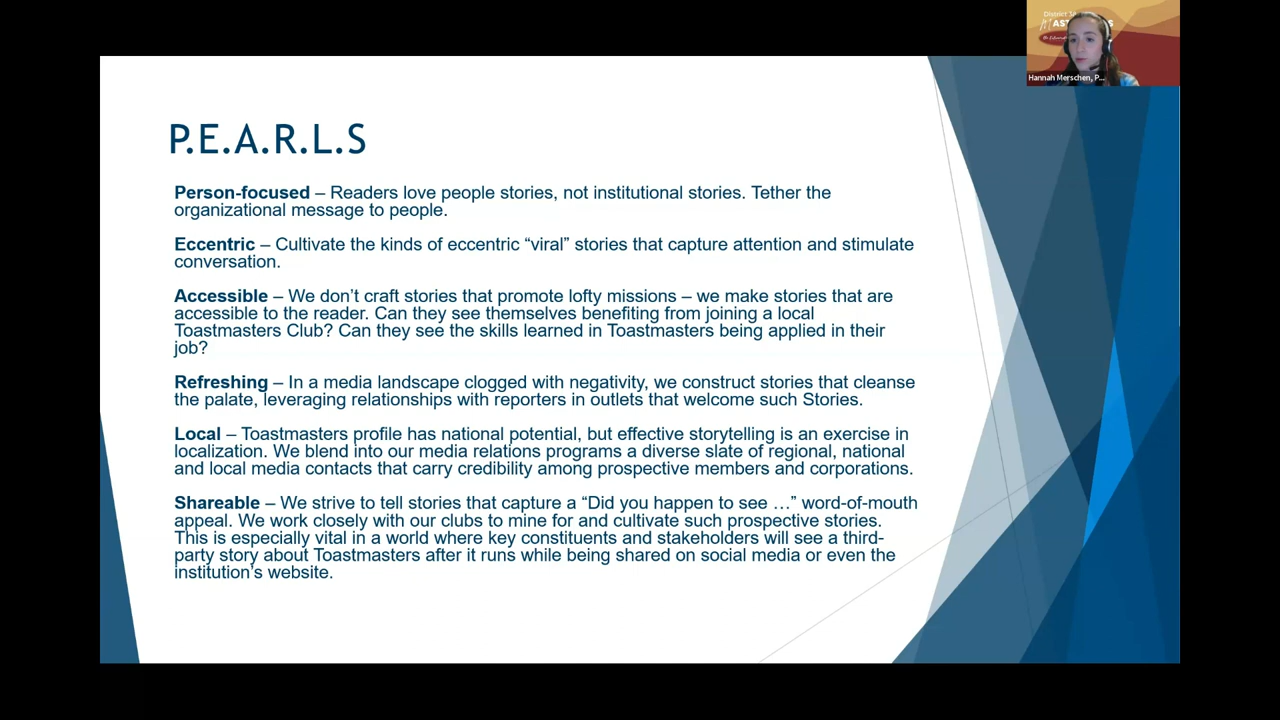 District
MAST
S
Hannah Merschen, P...
P.E.A.R.L.S
Person-focused – Readers love people stories, not institutional stories. Tether the
organizational message to people.
Eccentric – Cultivate the kinds of eccentric “viral” stories that capture attention and stimulate
conversation.
Accessible – We don’t craft stories that promote lofty missions – we make stories that are
accessible to the reader. Can they see themselves benefiting from joining a local
Toastmasters Club? Can they see the skills learned in Toastmasters being applied in their
job?
Refreshing – In a media landscape clogged with negativity, we construct stories that cleanse
the palate, leveraging relationships with reporters in outlets that welcome such Stories.
Local – Toastmasters profile has national potential, but effective storytelling is an exercise in
localization. We blend into our media relations programs a diverse slate of regional, national
and local media contacts that carry credibility among prospective members and corporations.
Shareable – We strive to tell stories that capture a “Did you happen to see …” word-of-mouth
appeal. We work closely with our clubs to mine for and cultivate such prospective stories.
This is especially vital in a world where key constituents and stakeholders will see a third-
party story about Toastmasters after it runs while being shared on social media or even the
institution’s website.